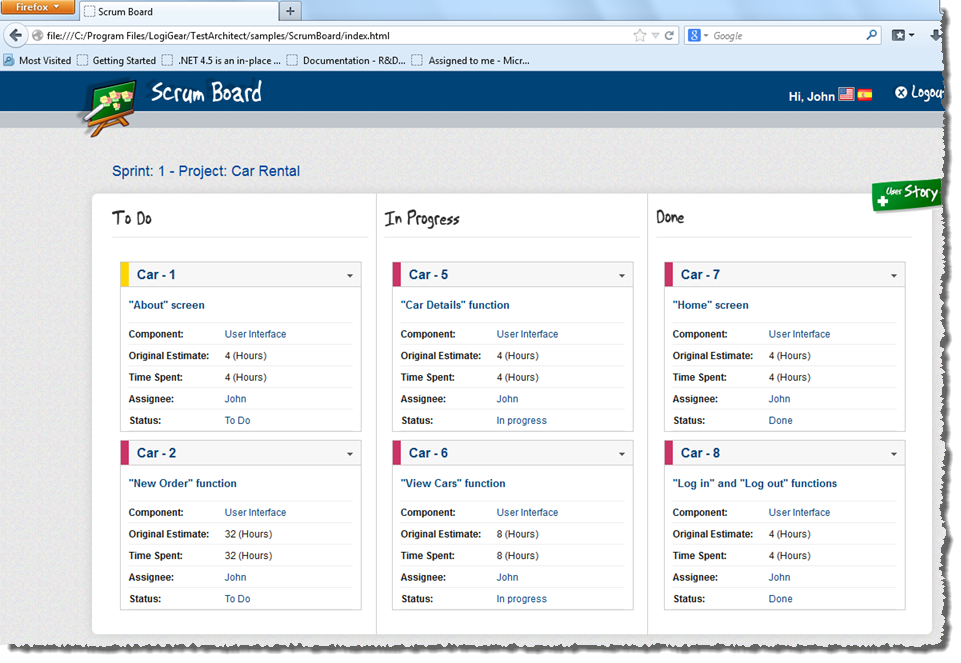 Firefox
Scrum Board
file:///C:/Program Files/LogiGear/TestArchitect/samples/ScrumBoard/index.html
Google
Most Visited Getting Started .NET 4.5 is an in-place ... Documentation - R&D... Assigned to me - Micr...
Scrum Board
Hi, John
Logout
Sprint: 1 - Project: Car Rental
User Story
To Do
Car - 1
"About" screen
Component: User Interface
Original Estimate: 4 (Hours)
Time Spent: 4 (Hours)
Assignee: John
Status: To Do
Car - 2
"New Order" function
Component: User Interface
Original Estimate: 32 (Hours)
Time Spent: 32 (Hours)
Assignee: John
Status: To Do
In Progress
Car - 5
"Car Details" function
Component: User Interface
Original Estimate: 4 (Hours)
Time Spent: 4 (Hours)
Assignee: John
Status: In progress
Car - 6
"View Cars" function
Component: User Interface
Original Estimate: 8 (Hours)
Time Spent: 8 (Hours)
Assignee: John
Status: In progress
Done
Car - 7
"Home" screen
Component: User Interface
Original Estimate: 4 (Hours)
Time Spent: 4 (Hours)
Assignee: John
Status: Done
Car - 8
"Log in" and "Log out" functions
Component: User Interface
Original Estimate: 4 (Hours)
Time Spent: 4 (Hours)
Assignee: John
Status: Done